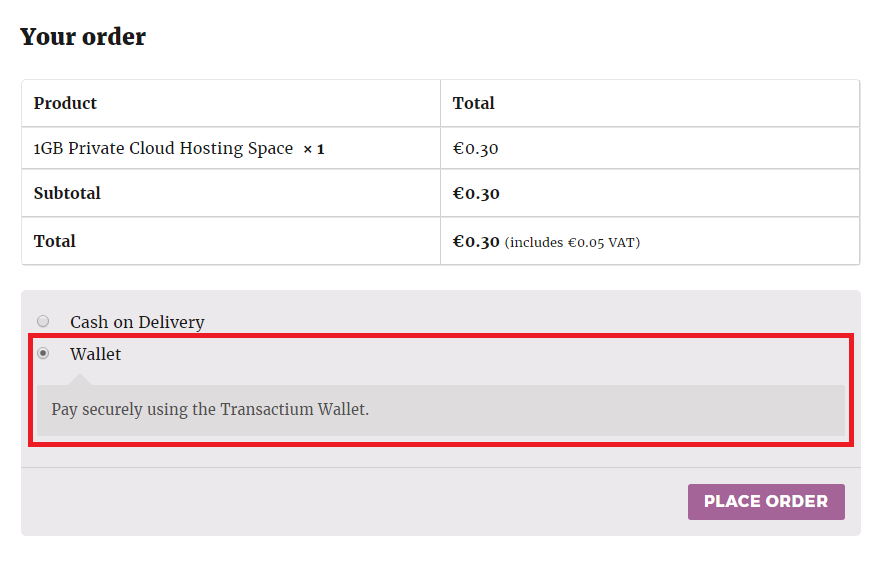 Your order
Product Total
1GB Private Cloud Hosting Space × 1 €0.30
Subtotal €0.30
Total €0.30 (includes €0.05 VAT)
Cash on Delivery
Wallet
Pay securely using the Transactium Wallet.
PLACE ORDER